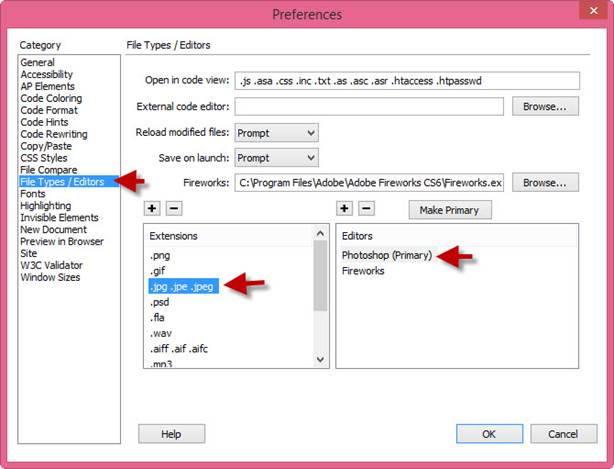 Preferences
Category
General
Accessibility
AP Elements
Code Coloring
Code Format
Code Hints
Code Rewriting
Copy/Paste
CSS Styles
File Compare
File Types / Editors
Fonts
Highlighting
Invisible Elements
New Document
Preview in Browser
Site
W3C Validator
Window Sizes
File Types / Editors
Open in code view: .js .asa .css .inc .txt .as .asc .asr .htaccess .htpasswd
External code editor: Browse...
Reload modified files: Prompt
Save on launch: Prompt
Fireworks: C:\Program Files\Adobe\Adobe Fireworks CS6\Fireworks.ex Browse...
Make Primary
Extensions
.png
.gif
.jpg .jpe .jpeg
.psd
.fla
.wav
.aiff .aif .aifc
.mp3
Editors
Photoshop (Primary)
Fireworks
Help
OK
Cancel